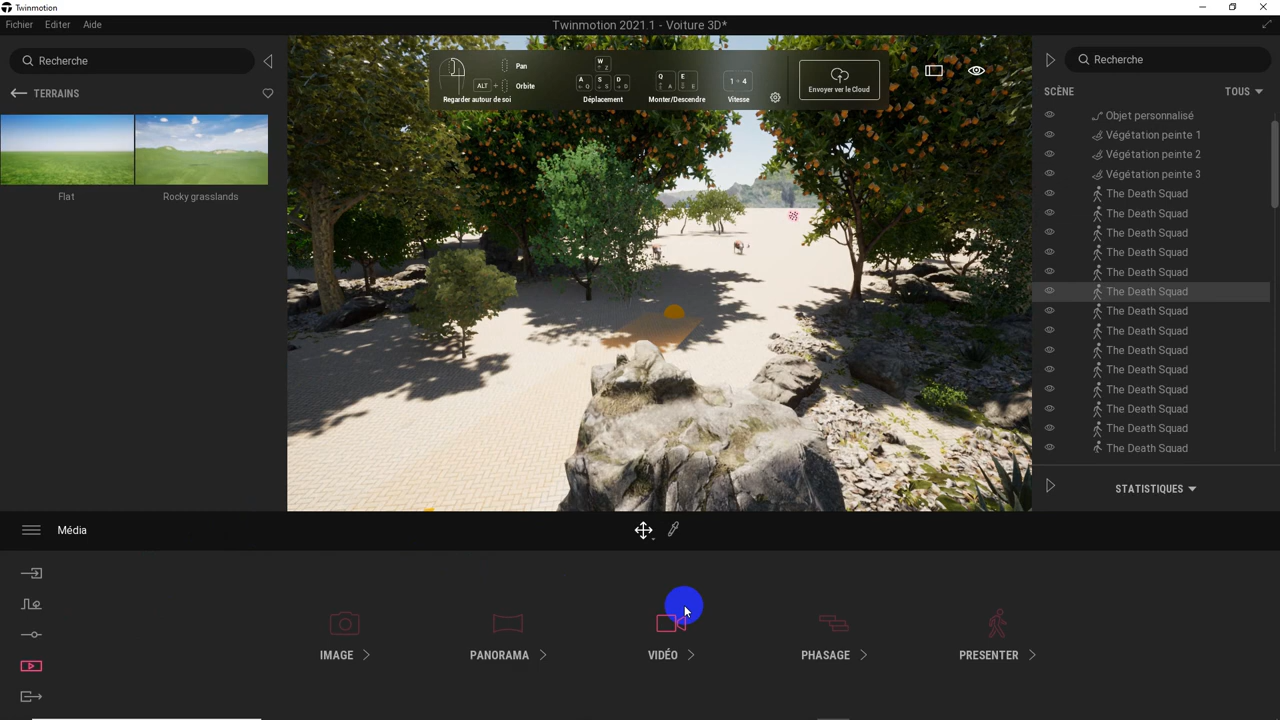 Twinmotion
Fichier Editer Aide
Twinmotion 2021.1 - Voiture 3D*
Recherche
TERRAINS
Flat
Rocky grasslands
Pan
ALT + Orbite
Regarder autour de soi
W
Z
A S D
Q S D
Déplacement
Q E
A E
Monter/Descendre
1 ÷ 4
Vitesse
Envoyer ver le Cloud
Recherche
SCÈNE
TOUS
Objet personnalisé
Végétation peinte 1
Végétation peinte 2
Végétation peinte 3
The Death Squad
The Death Squad
The Death Squad
The Death Squad
The Death Squad
The Death Squad
The Death Squad
The Death Squad
The Death Squad
The Death Squad
The Death Squad
The Death Squad
The Death Squad
The Death Squad
STATISTIQUES
Média
IMAGE
PANORAMA
VIDÉO
PHASAGE
PRESENTER